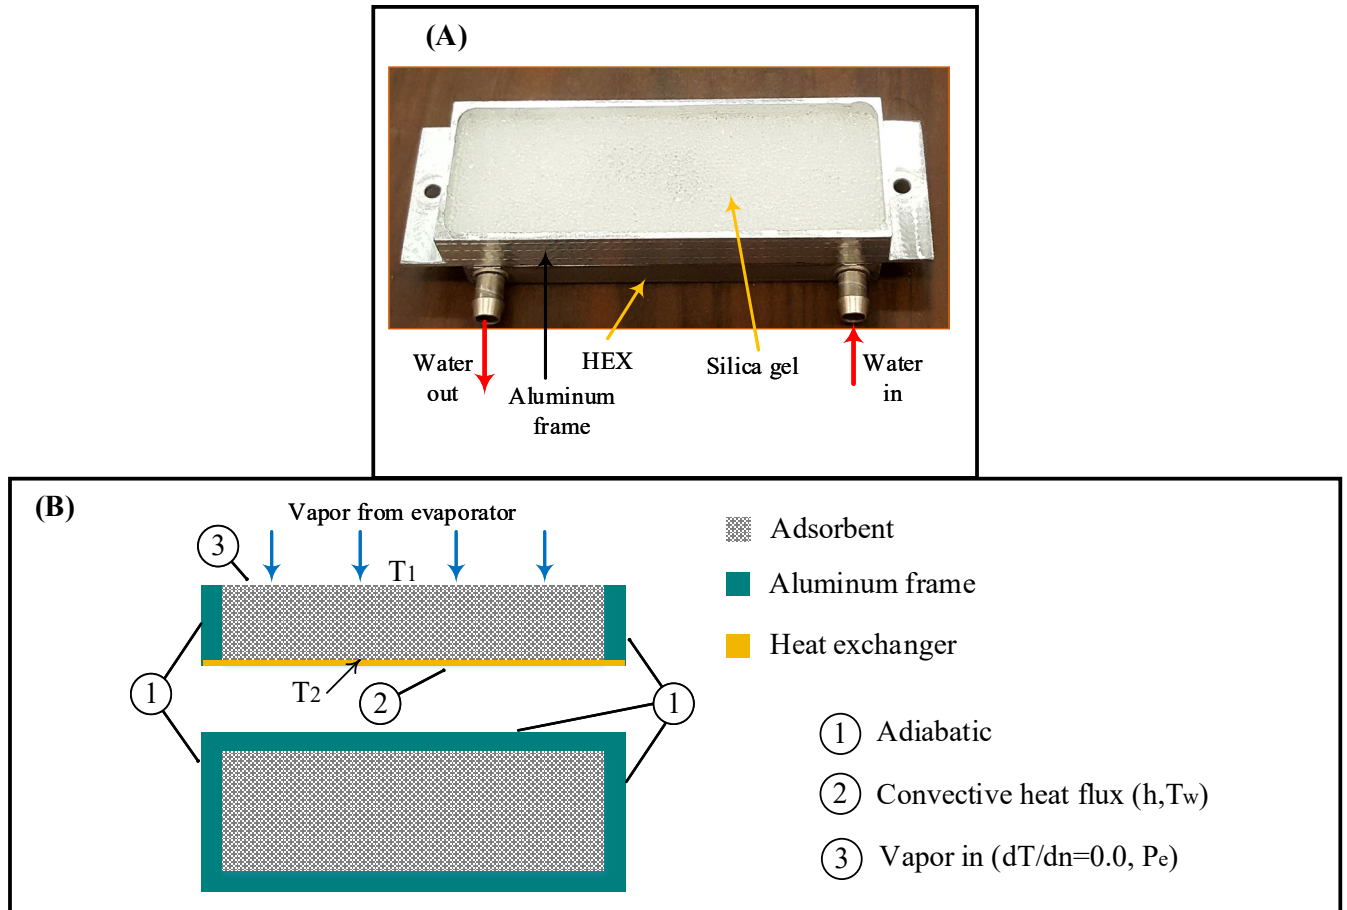 (A)
Water
out
Aluminum
frame
HEX
Silica gel
Water
in
(B)
Vapor from evaporator
3
T1
1
T2
2
1
Adsorbent
Aluminum frame
Heat exchanger
1 Adiabatic
2 Convective heat flux (h,Tw)
3 Vapor in (dT/dn=0.0, Pe)